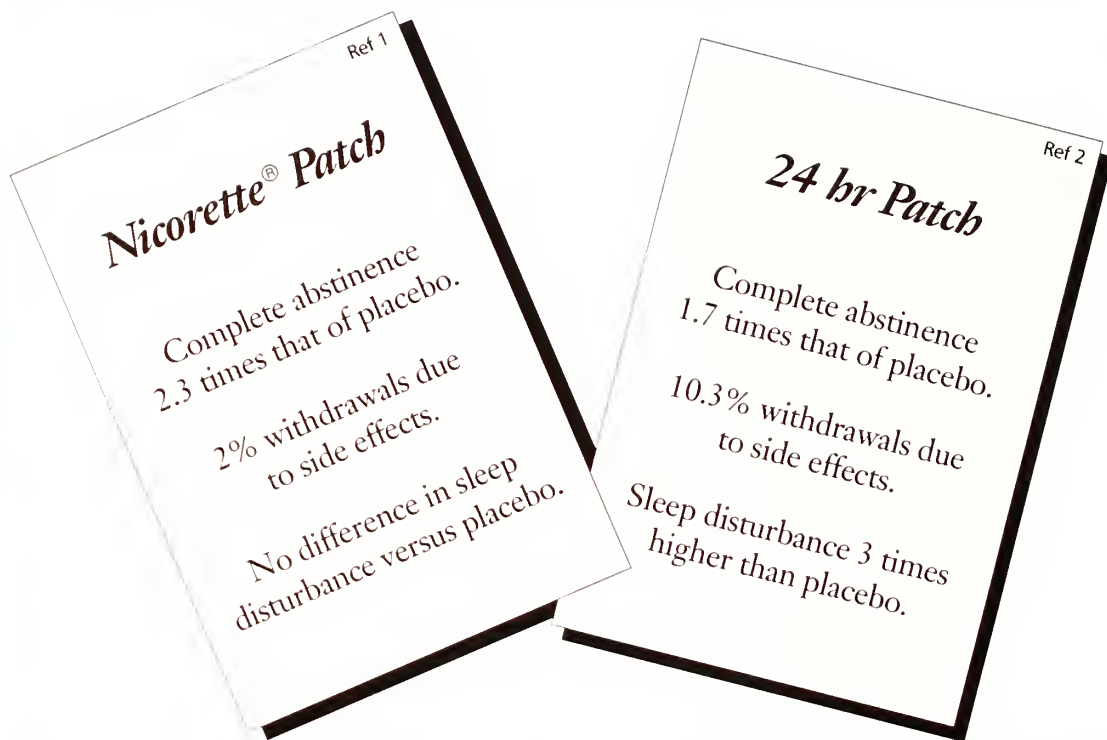 Ref 1
Nicorette® Patch
Complete abstinence
2.3 times that of placebo.
2% withdrawals due
to side effects.
No difference in sleep
disturbance versus placebo.
Ref 2
24 hr Patch
Complete abstinence
1.7 times that of placebo.
10.3% withdrawals due
to side effects.
Sleep disturbance 3 times
higher than placebo.